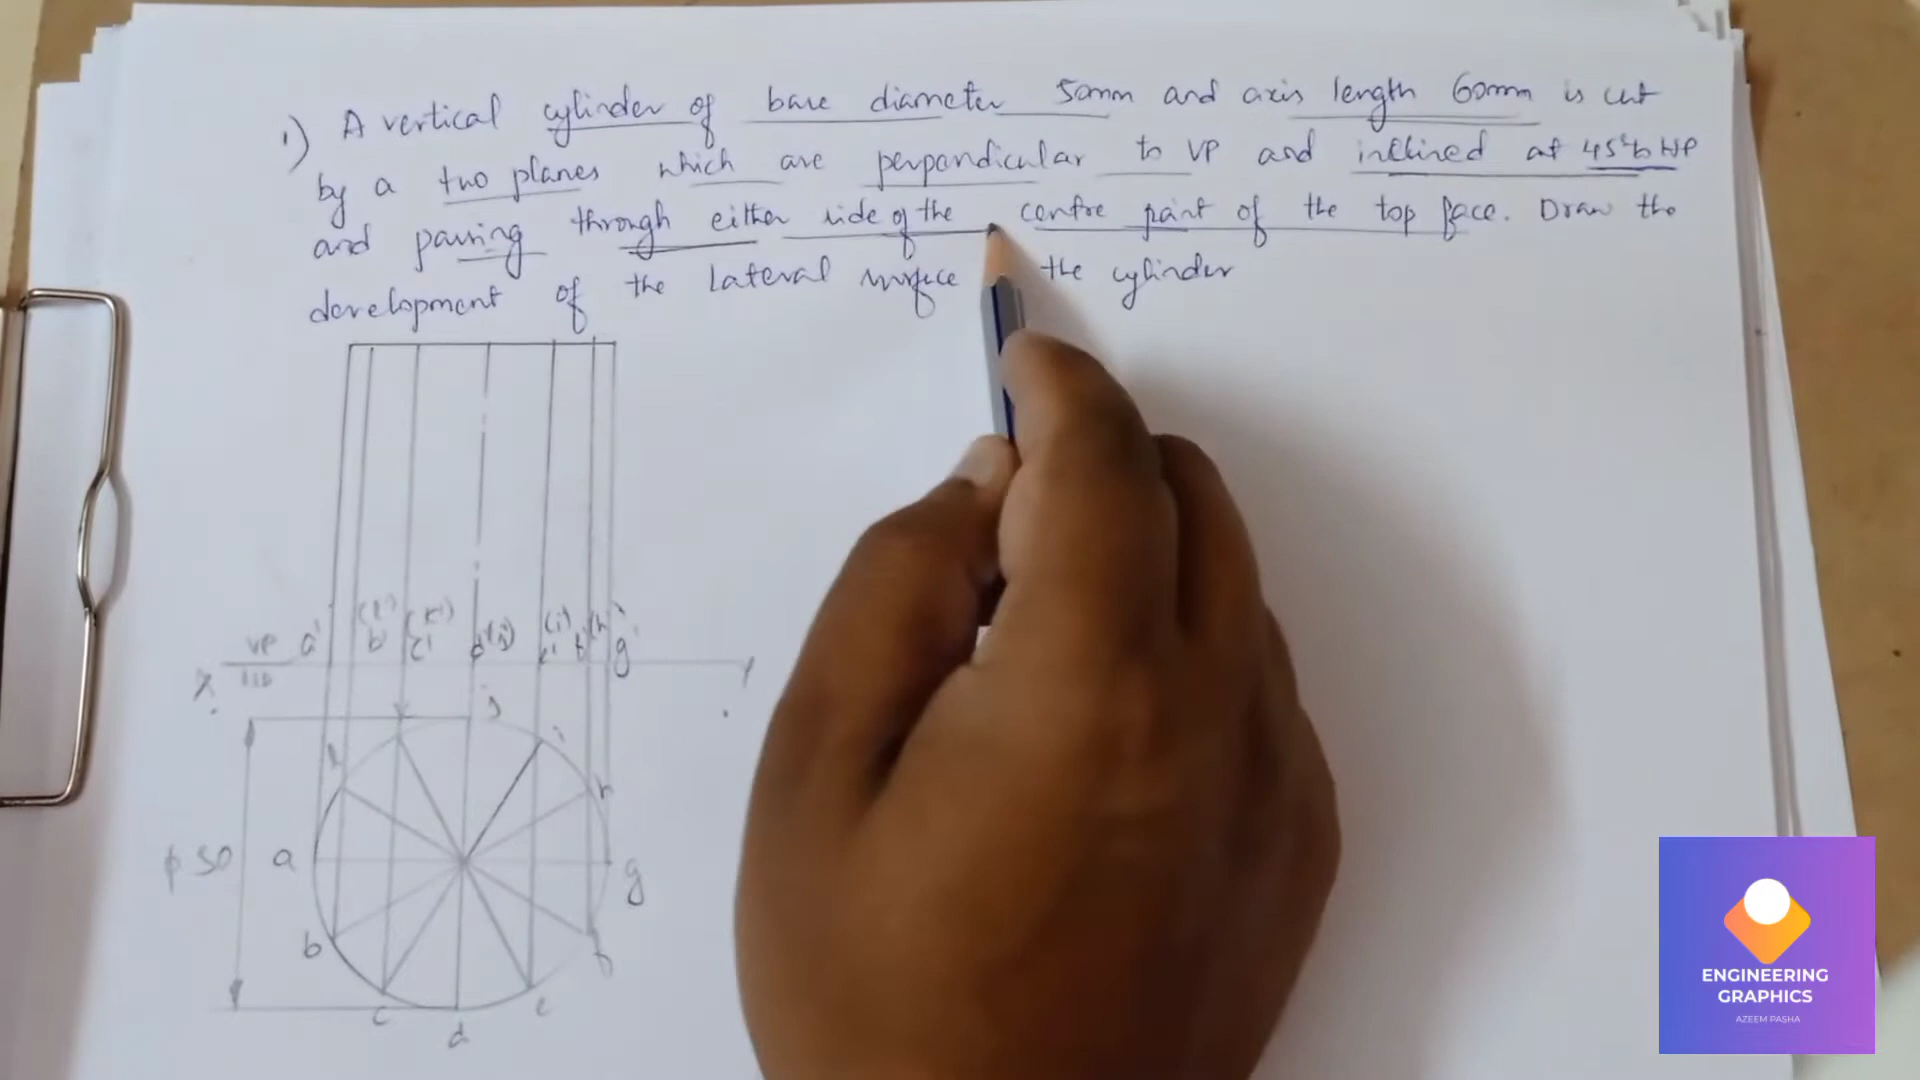 1) A vertical cylinder of base diameter 50mm and axis length 60mm is cut
by a two planes which are perpendicular to VP and inclined at 45° to HP
and passing through either side of the centre point of the top face. Draw the
development of the lateral surface the cylinder
(l') (k') (i') (h')
VP a' b' c' d'(j') e' f' g'
X HP Y
j
l i
h
φ 50 a g
b f
c e
d
ENGINEERING
GRAPHICS
AZEEM PASHA